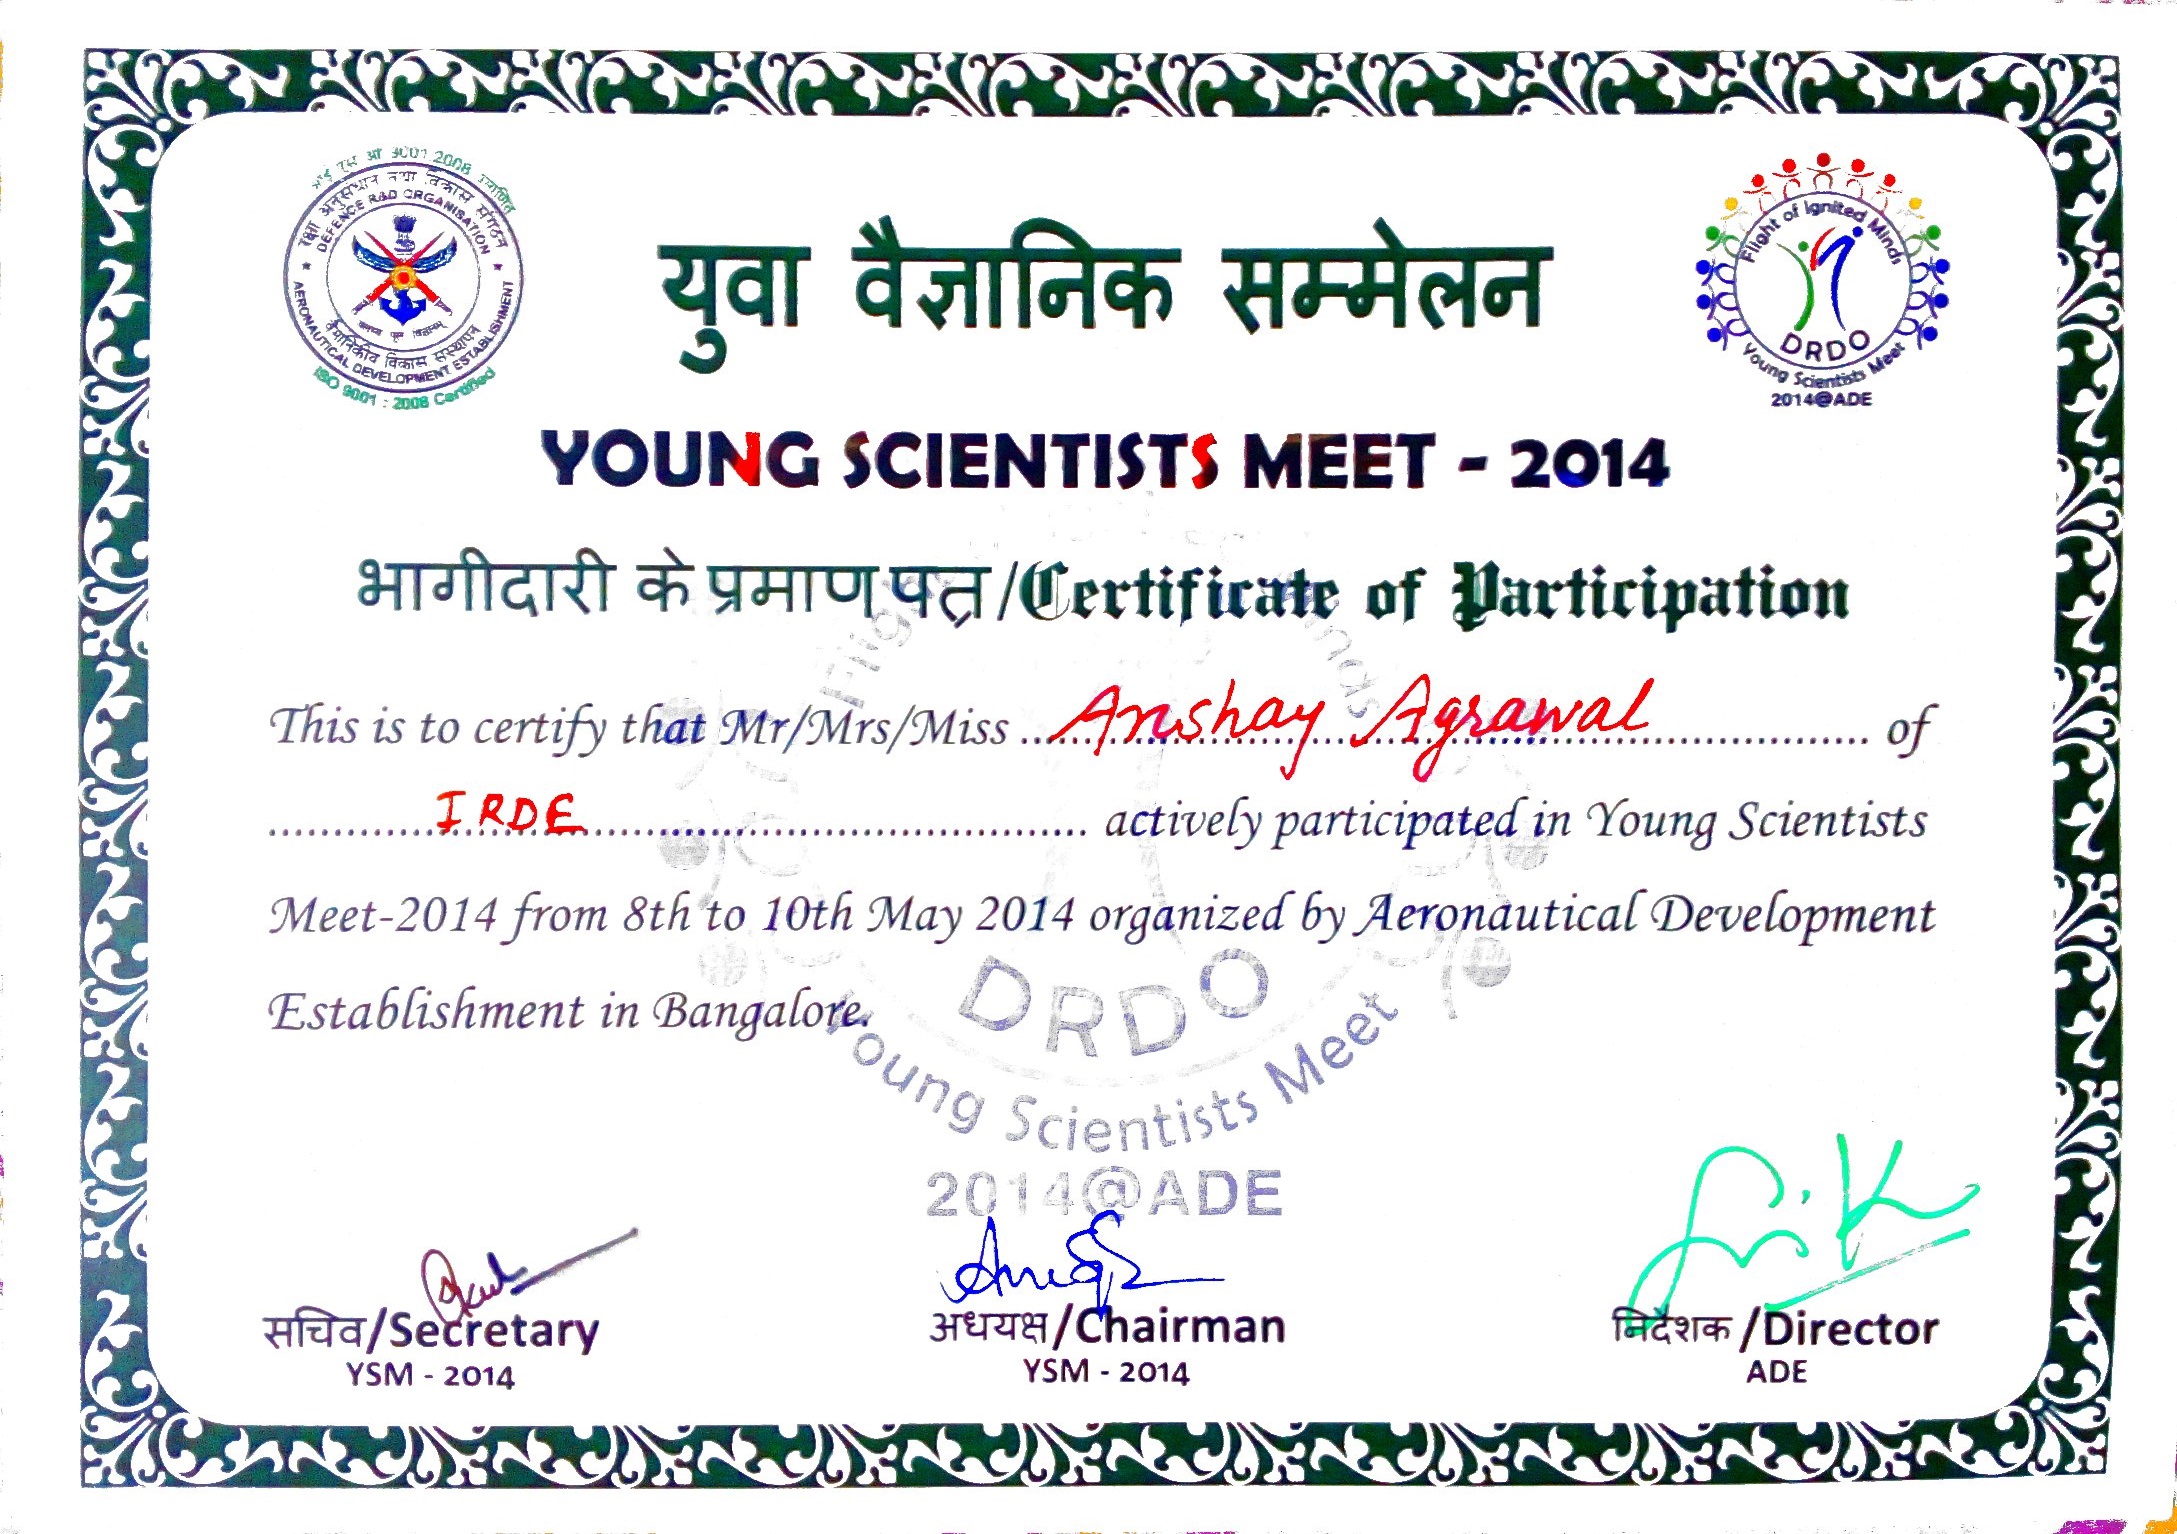 आई एस ओ 9001 2008 प्रमाणित
रक्षा अनुसंधान तथा विकास संगठन
DEFENCE R&D ORGANISATION
वैमानिकीय विकास संस्थापन
AERONAUTICAL DEVELOPMENT ESTABLISHMENT
ISO 9001 : 2008 Certified
Flight of Ignited Minds
DRDO
Young Scientists Meet
2014@ADE
युवा वैज्ञानिक सम्मेलन
YOUNG SCIENTISTS MEET - 2014
भागीदारी के प्रमाण पत्र/Certificate of Participation
This is to certify that Mr/Mrs/Miss Anshay Agrawal of
IRDE actively participated in Young Scientists
Meet-2014 from 8th to 10th May 2014 organized by Aeronautical Development
Establishment in Bangalore.
DRDO
Young Scientists Meet
2014@ADE
सचिव/Secretary
YSM - 2014
अध्यक्ष/Chairman
YSM - 2014
निर्देशक/Director
ADE